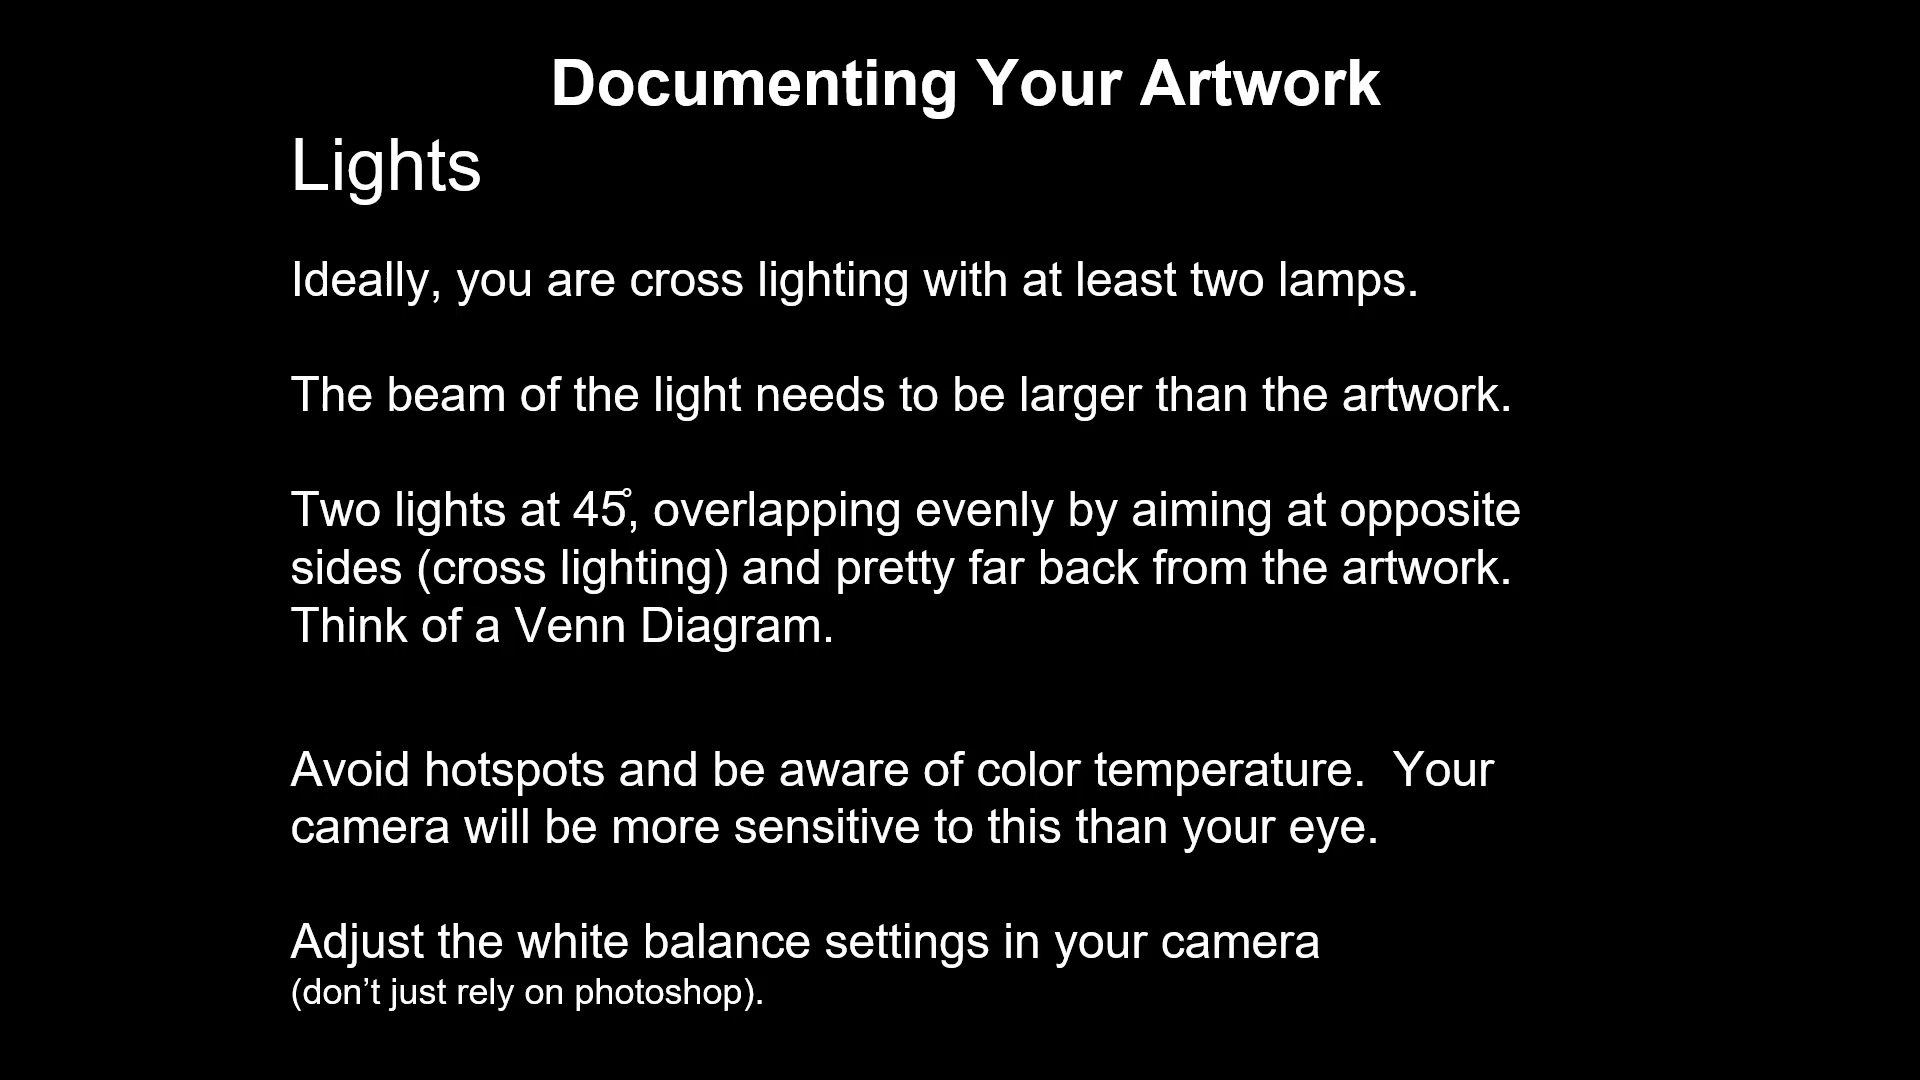 Documenting Your Artwork
Lights
Ideally, you are cross lighting with at least two lamps.
The beam of the light needs to be larger than the artwork.
Two lights at 45°, overlapping evenly by aiming at opposite
sides (cross lighting) and pretty far back from the artwork.
Think of a Venn Diagram.
Avoid hotspots and be aware of color temperature.  Your
camera will be more sensitive to this than your eye.
Adjust the white balance settings in your camera
(don’t just rely on photoshop).